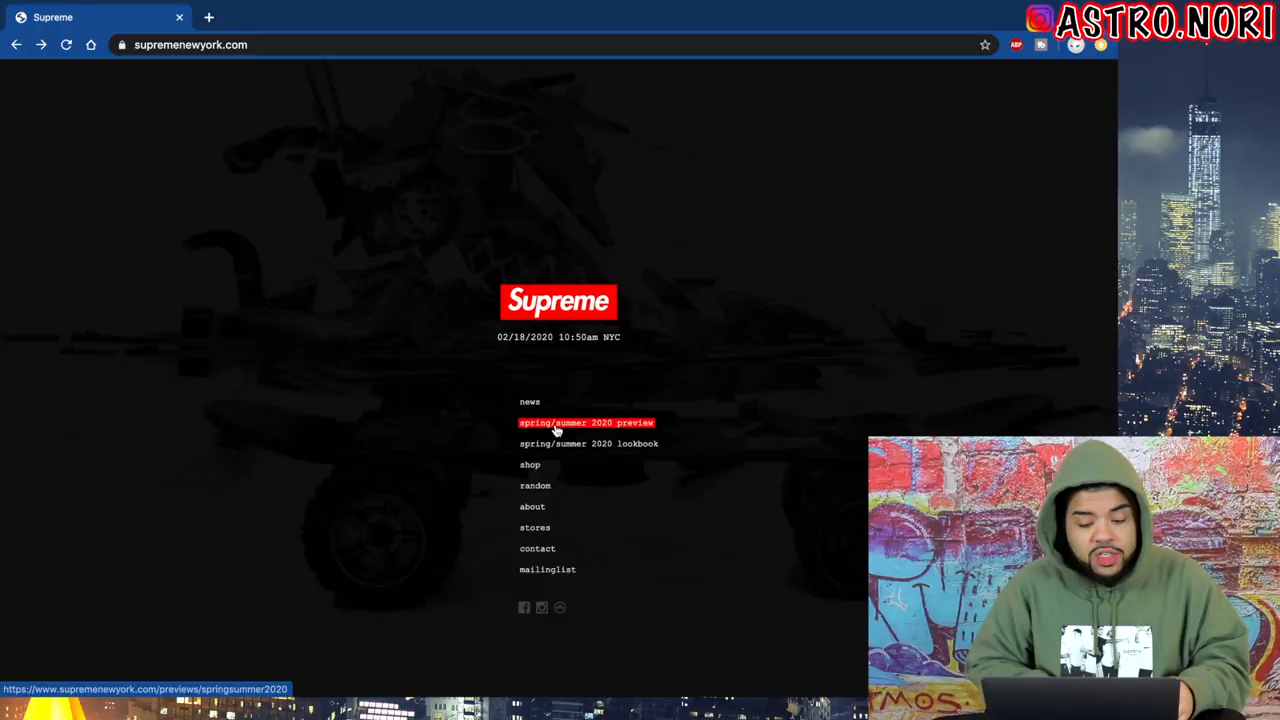 Supreme
ASTRO.NORI
supremenewyork.com
ABP
Supreme
02/18/2020 10:50am NYC
news
spring/summer 2020 preview
spring/summer 2020 lookbook
shop
random
about
stores
contact
mailinglist
https://www.supremenewyork.com/previews/springsummer2020